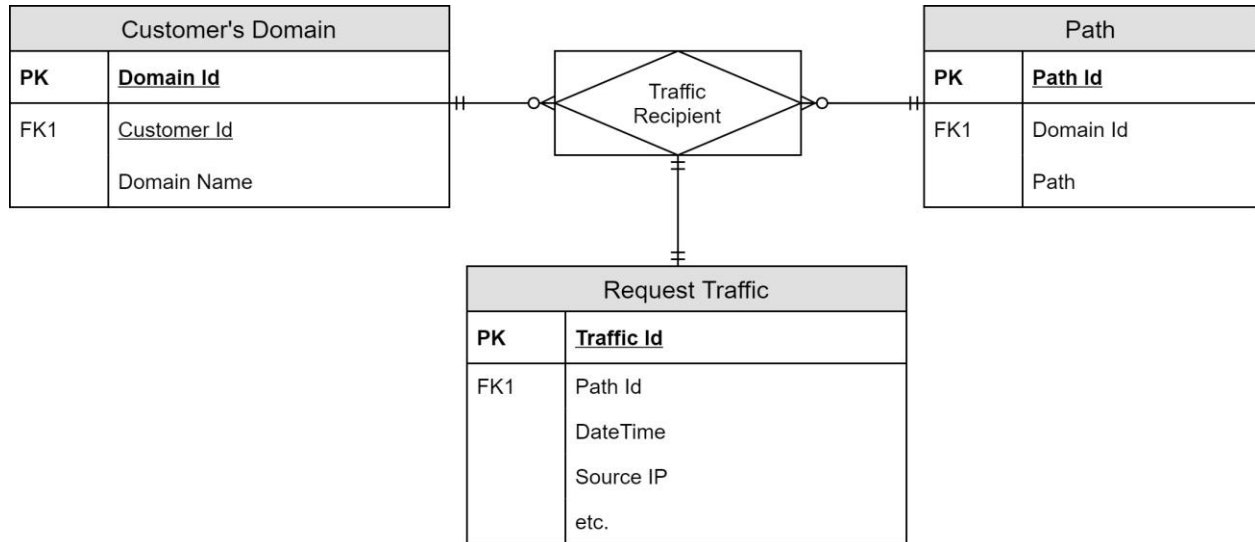 Customer's Domain
PK Domain Id
FK1 Customer Id
Domain Name
Traffic
Recipient
Path
PK Path Id
FK1 Domain Id
Path
Request Traffic
PK Traffic Id
FK1 Path Id
DateTime
Source IP
etc.